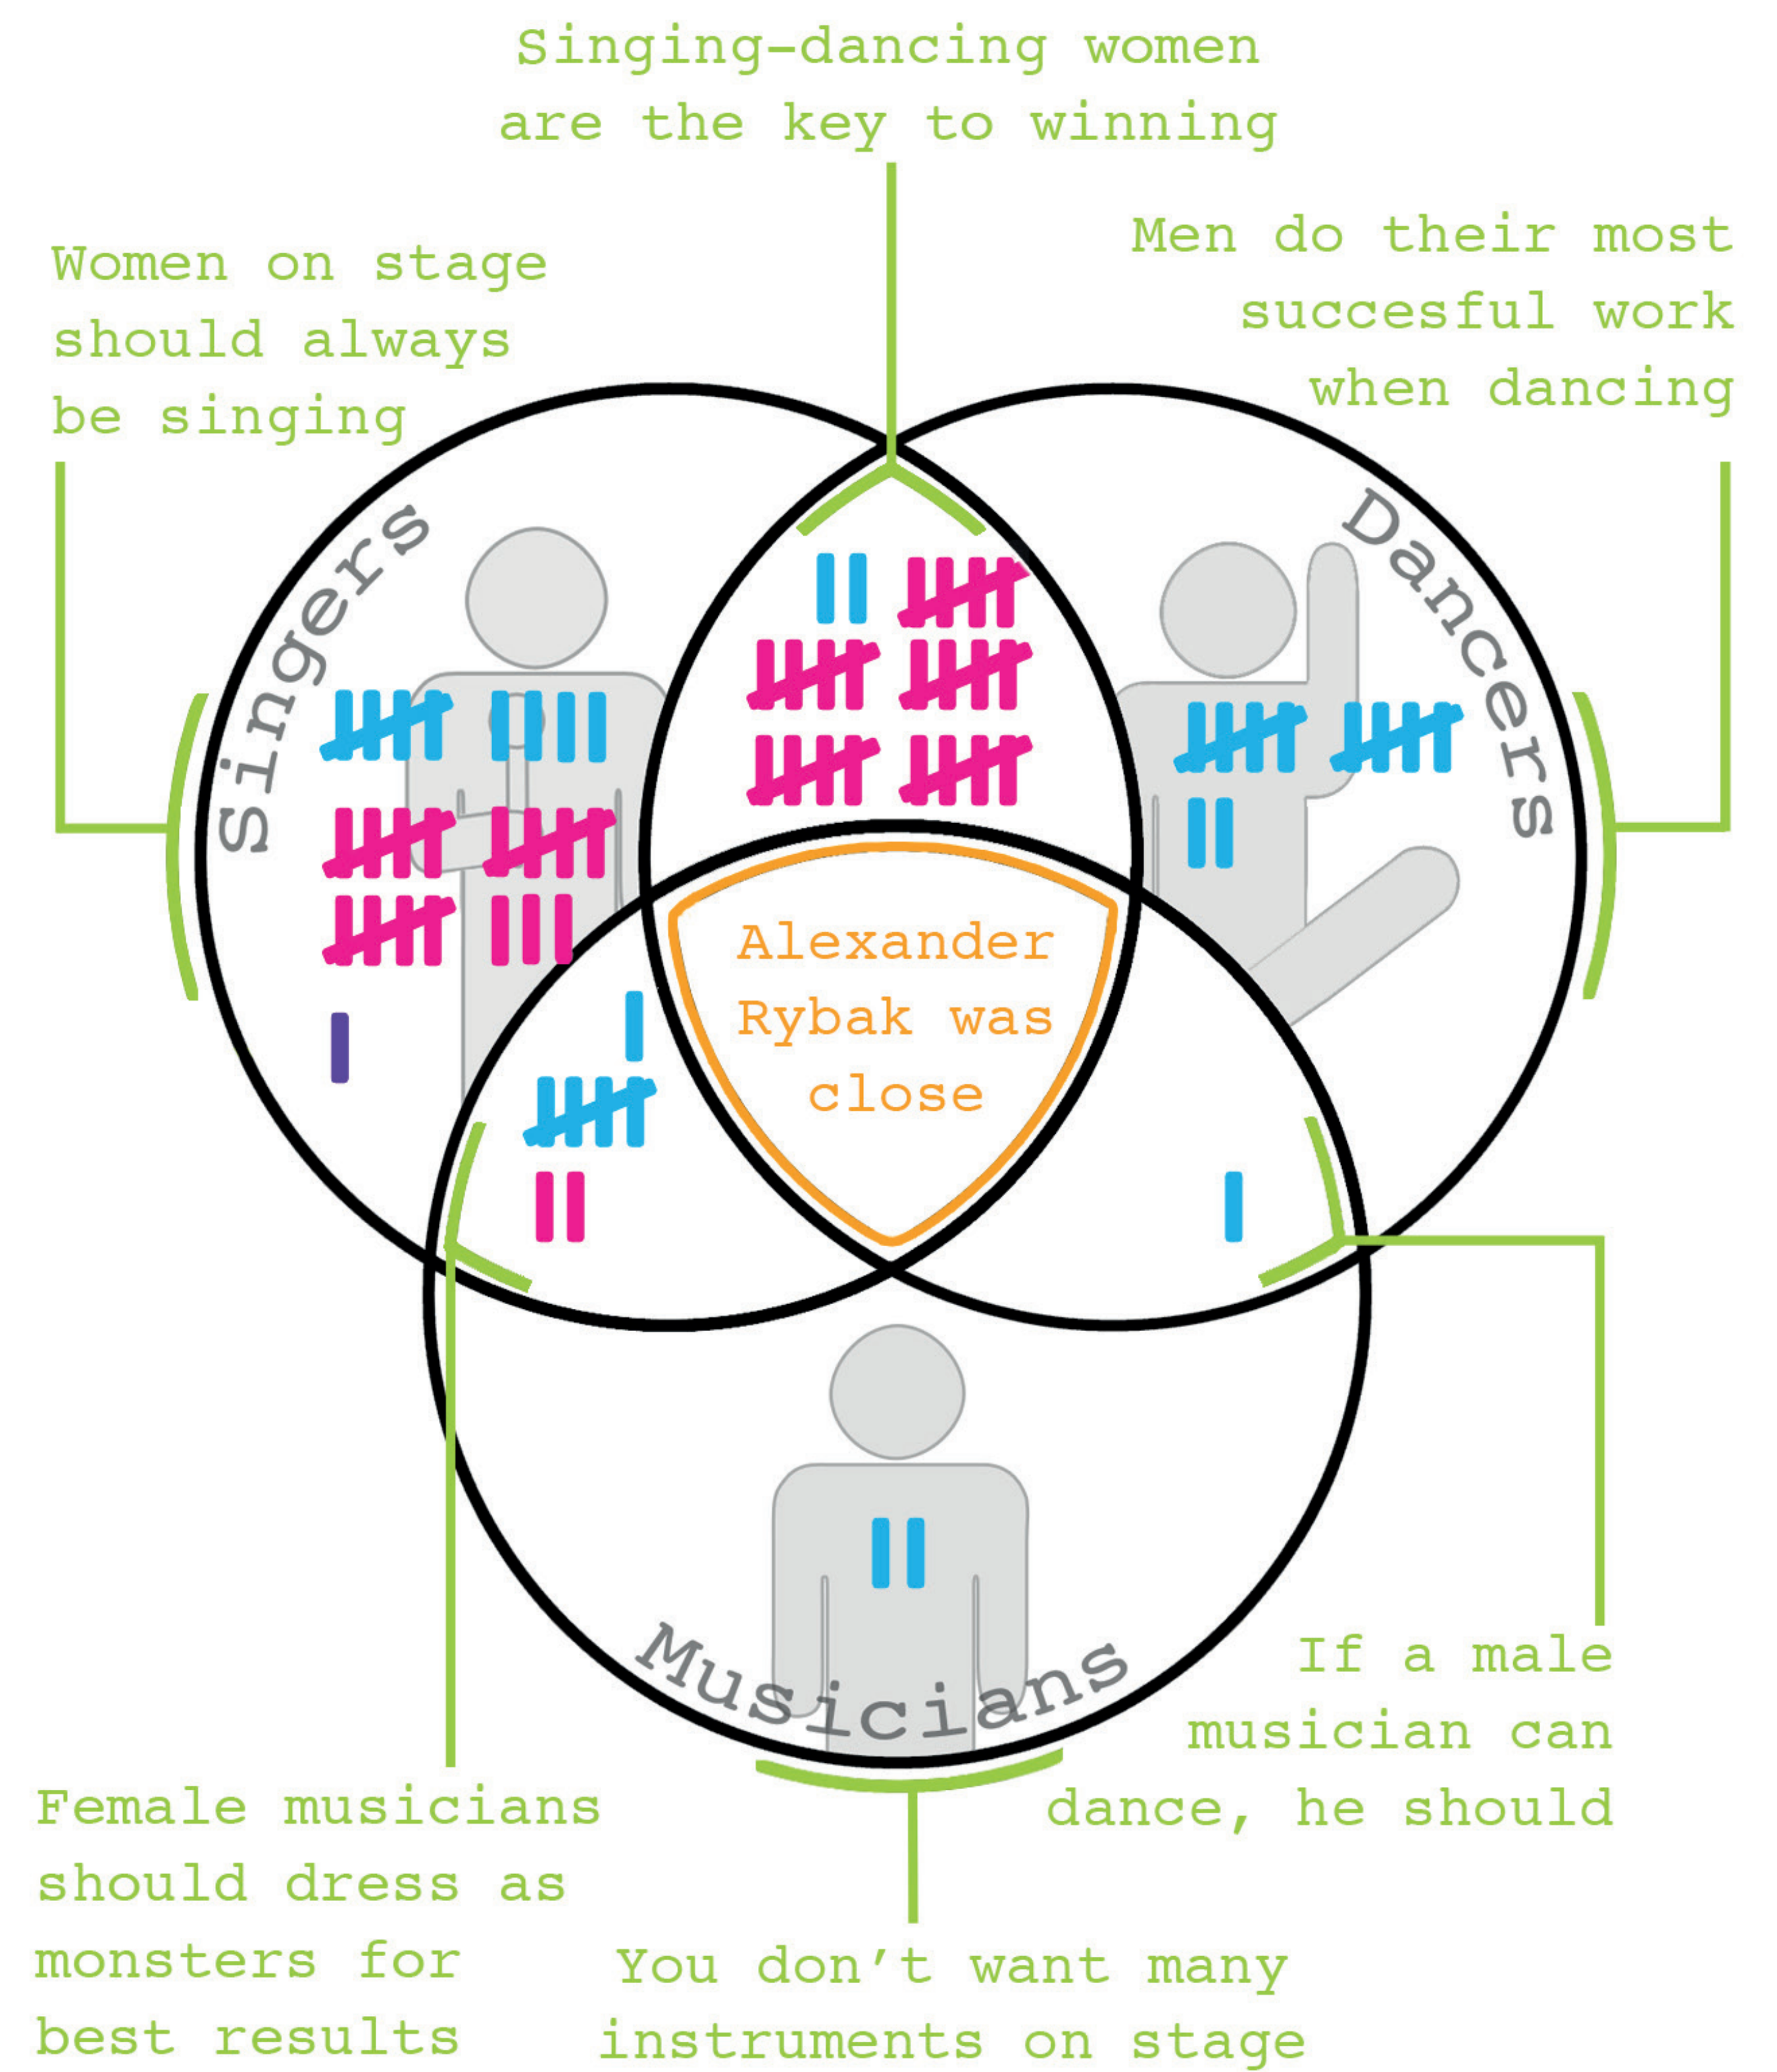 Singing-dancing women
are the key to winning
Women on stage
should always
be singing
Men do their most
succesful work
when dancing
Singers
Dancers
Alexander
Rybak was
close
Musicians
If a male
musician can
dance, he should
Female musicians
should dress as
monsters for
best results
You don't want many
instruments on stage